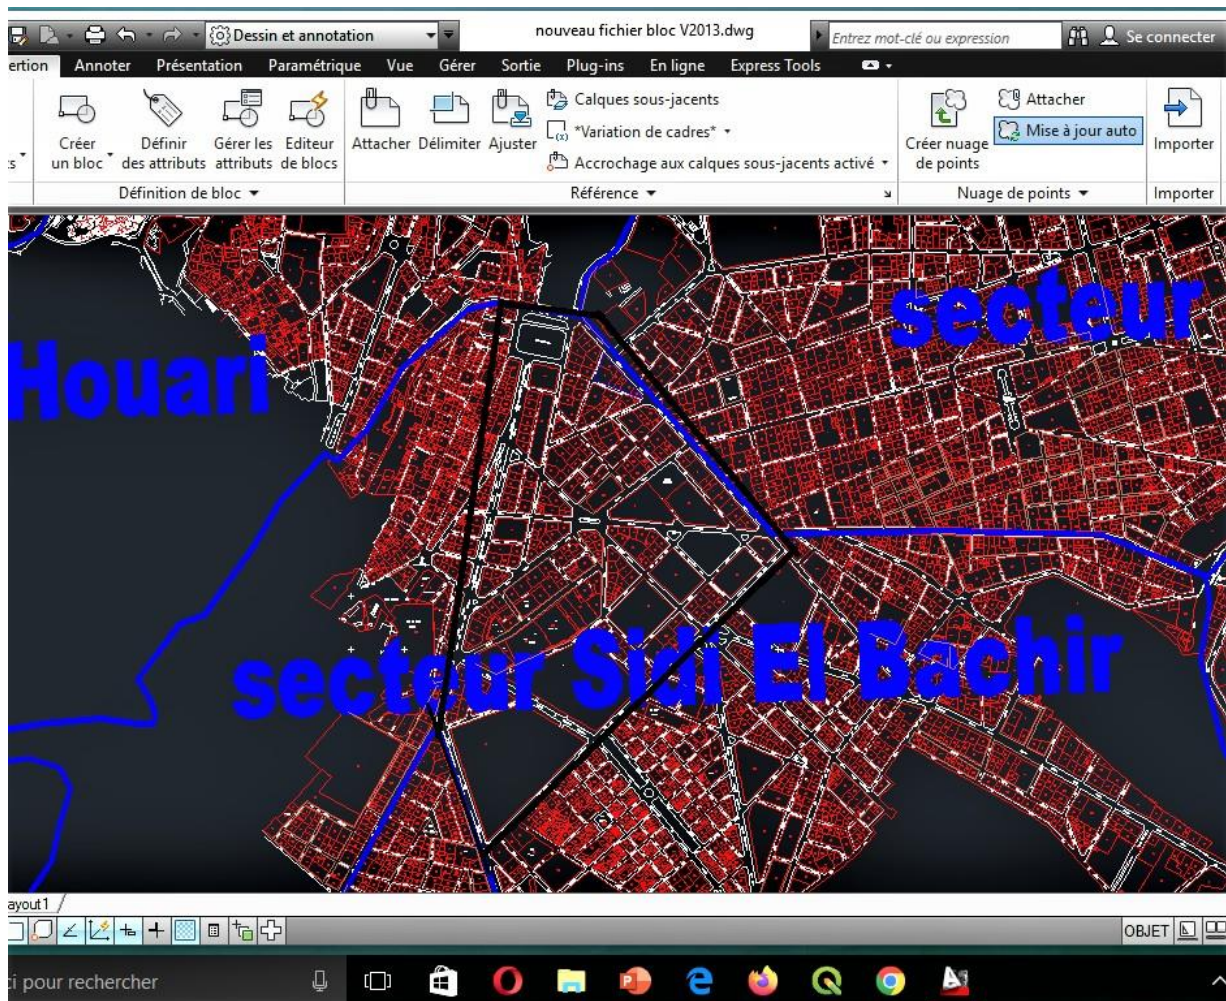 Dessin et annotation
nouveau fichier bloc V2013.dwg
Entrez mot-clé ou expression
Se connecter
ertion Annoter Présentation Paramétrique Vue Gérer Sortie Plug-ins En ligne Express Tools
Créer un bloc
Définir des attributs
Gérer les attributs
Editeur de blocs
Attacher
Délimiter
Ajuster
Calques sous-jacents
*Variation de cadres*
Accrochage aux calques sous-jacents activé
Créer nuage de points
Attacher
Mise à jour auto
Importer
Définition de bloc
Référence
Nuage de points
Importer
secteur
Houari
secteur Sidi El Bachir
ayout1
OBJET
ci pour rechercher